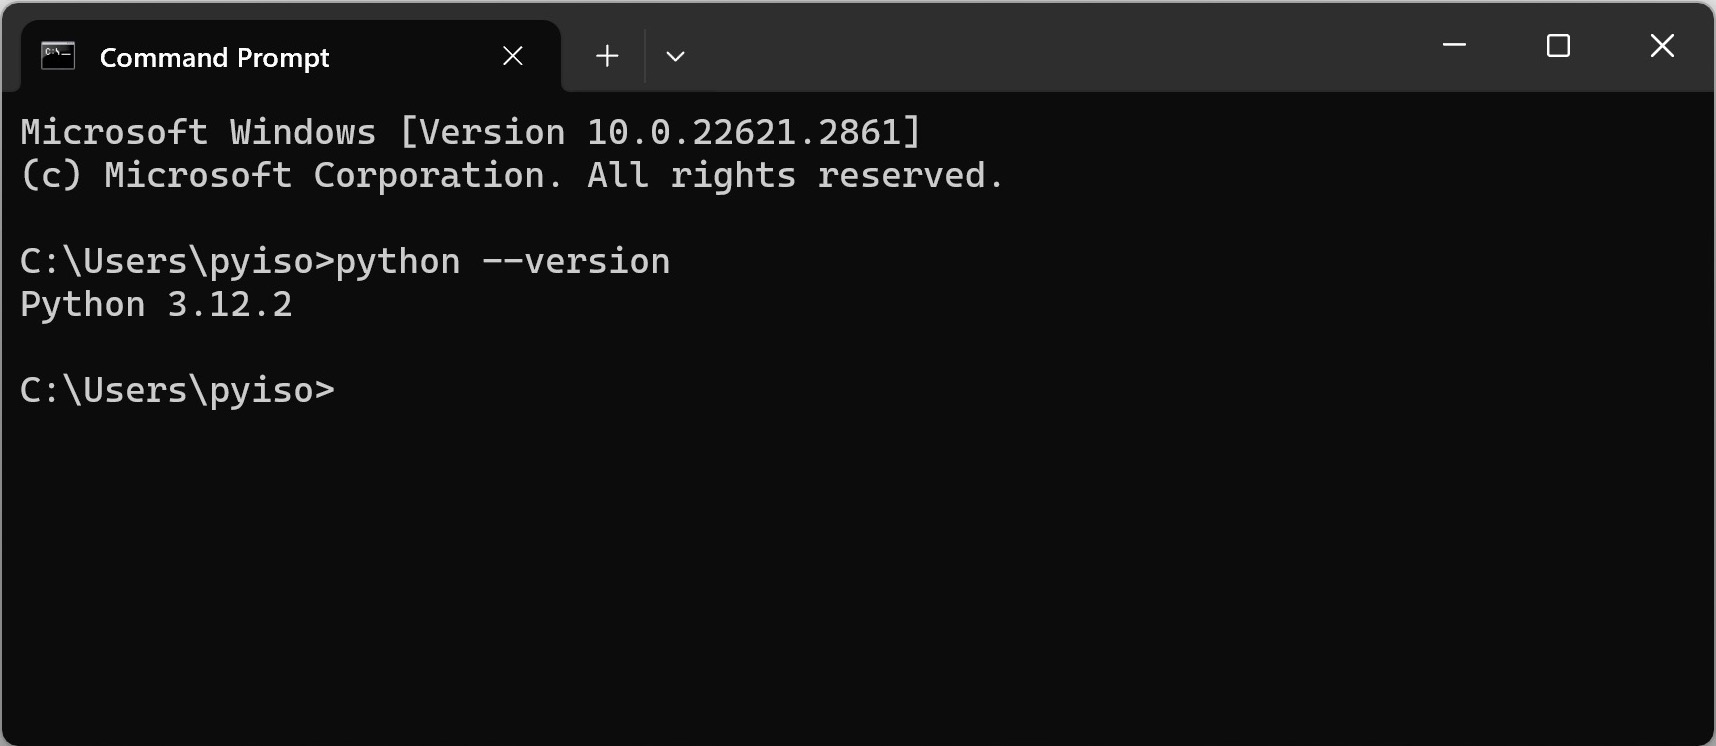 Command Prompt
Microsoft Windows [Version 10.0.22621.2861]
(c) Microsoft Corporation. All rights reserved.
C:\Users\pyiso>python --version
Python 3.12.2
C:\Users\pyiso>